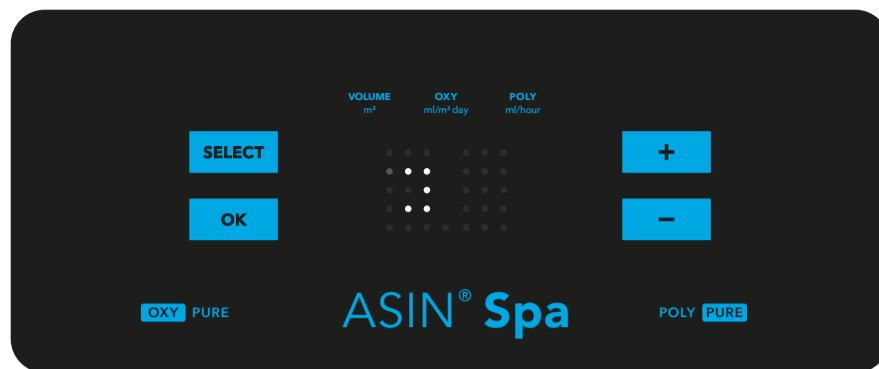 VOLUME
m³
OXY
ml/m³ day
POLY
ml/hour
SELECT
+
OK
−
OXY PURE
ASIN® Spa
POLY PURE